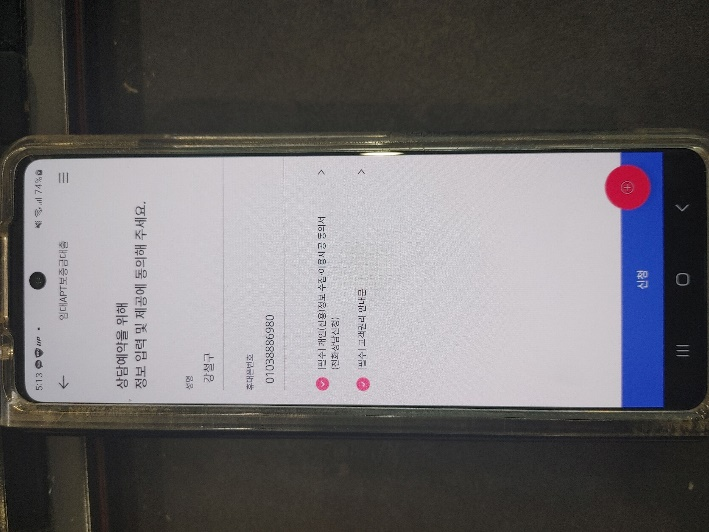 5:13
74%
임대APT보증금대출
상담예약을 위해
정보 입력 및 제공에 동의해 주세요.
성명
강철구
휴대폰번호
01038886980
[필수] 개인(신용)정보 수집·이용·제공 동의서
(전화상담신청)
[필수] 고객권리 안내문
신청